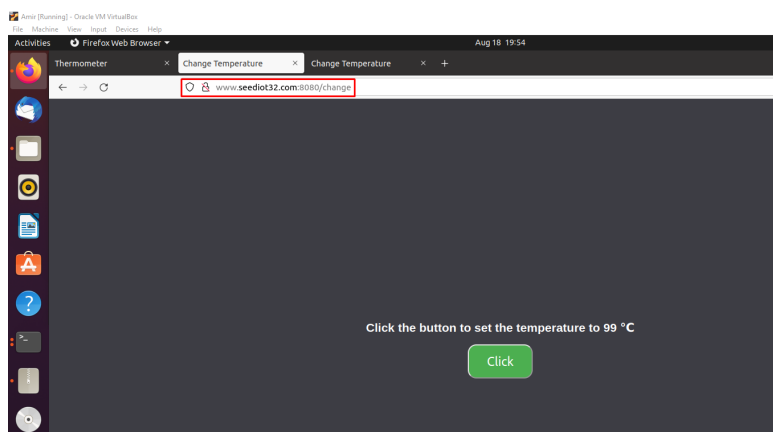 Amir [Running] - Oracle VM VirtualBox
File Machine View Input Devices Help
Activities Firefox Web Browser Aug 18 19:54
Thermometer × Change Temperature × Change Temperature × +
www.seediot32.com:8080/change
Click the button to set the temperature to 99 °C
Click